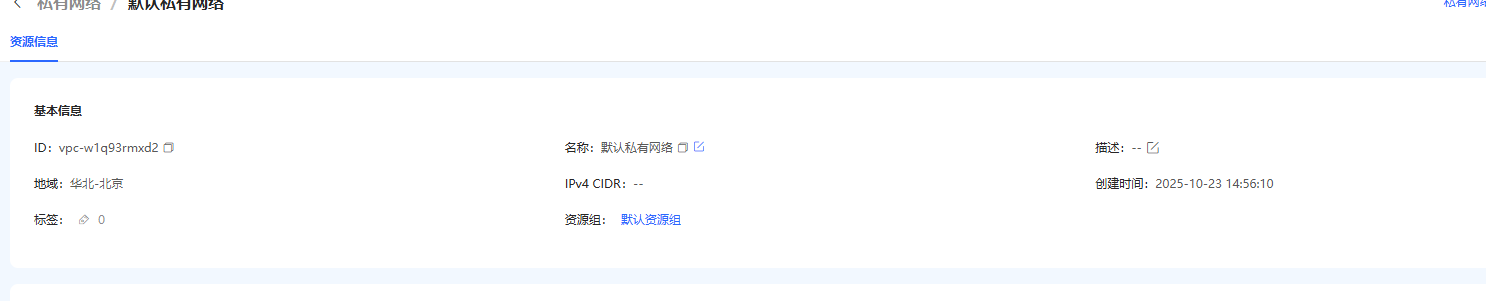 私有网络 / 默认私有网络
资源信息
基本信息
ID: vpc-w1q93rmxd2 名称: 默认私有网络 描述: --
地域: 华北-北京 IPv4 CIDR: -- 创建时间: 2025-10-23 14:56:10
标签: 0 资源组: 默认资源组